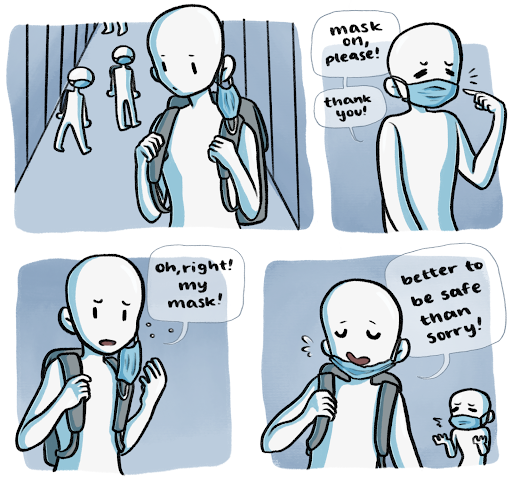 mask
on,
please!
thank
you!
oh, right!
my
mask!
better to
be safe
than
sorry!